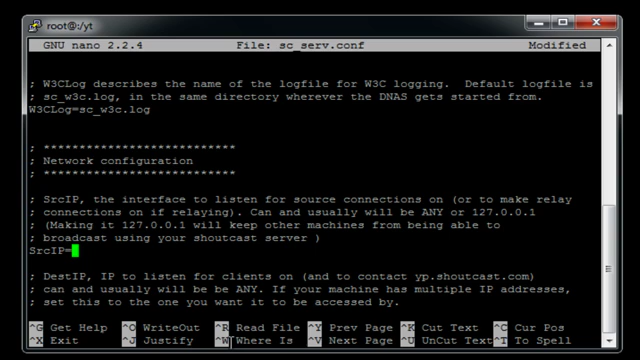 root@:/yt
GNU nano 2.2.4 File: sc_serv.conf Modified
; W3CLog describes the name of the logfile for W3C logging. Default logfile is
; sc_w3c.log, in the same directory wherever the DNAS gets started from.
W3CLog=sc_w3c.log
; **************************
; Network configuration
; **************************
; SrcIP, the interface to listen for source connections on (or to make relay
; connections on if relaying). Can and usually will be ANY or 127.0.0.1
; (Making it 127.0.0.1 will keep other machines from being able to
; broadcast using your shoutcast server )
SrcIP=
; DestIP, IP to listen for clients on (and to contact yp.shoutcast.com)
; can and usually will be be ANY. If your machine has multiple IP addresses,
; set this to the one you want it to be accessed by.
^G Get Help ^O WriteOut ^R Read File ^Y Prev Page ^K Cut Text ^C Cur Pos
^X Exit ^J Justify ^W Where Is ^V Next Page ^U UnCut Text ^T To Spell